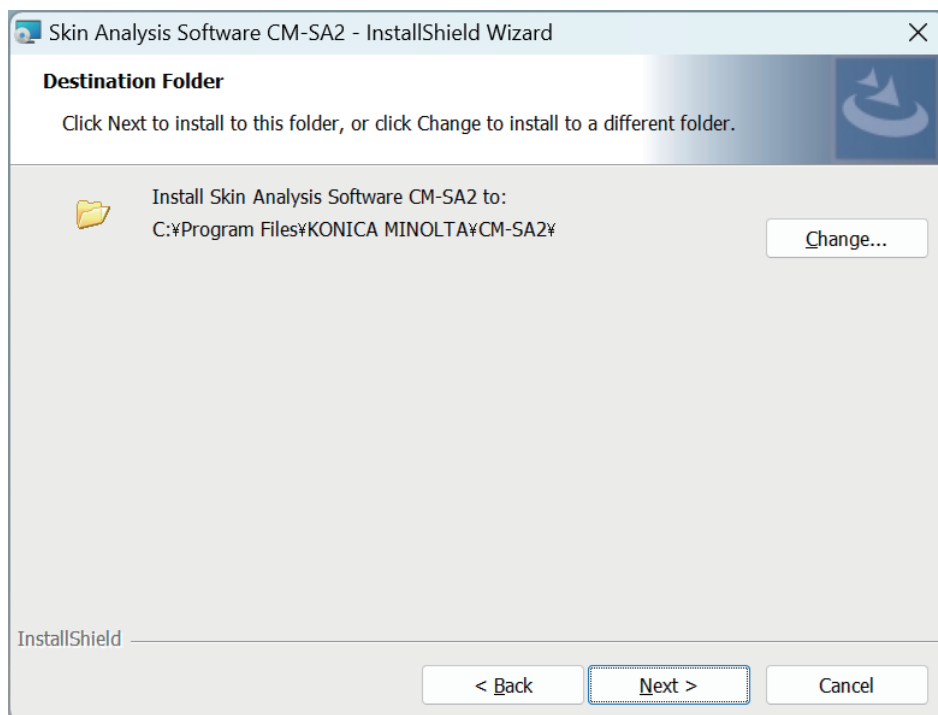 Skin Analysis Software CM-SA2 - InstallShield Wizard
Destination Folder
Click Next to install to this folder, or click Change to install to a different folder.
Install Skin Analysis Software CM-SA2 to:
C:¥Program Files¥KONICA MINOLTA¥CM-SA2¥
Change...
InstallShield
< Back
Next >
Cancel